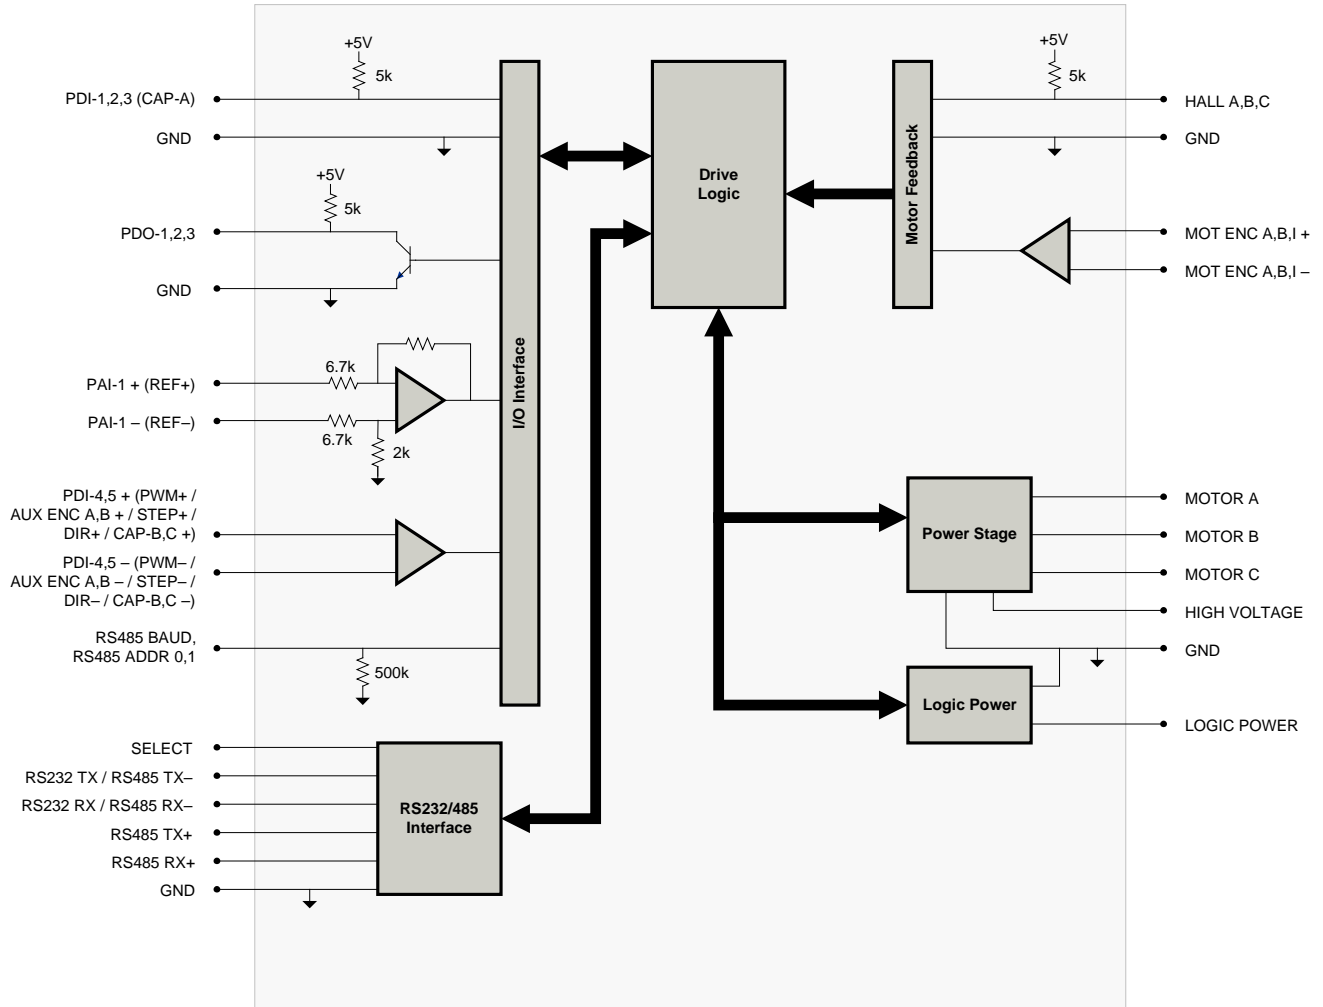 +5V
5k
PDI-1,2,3 (CAP-A)
GND
+5V
5k
PDO-1,2,3
GND
6.7k
PAI-1 + (REF+)
PAI-1 – (REF–)
6.7k
2k
PDI-4,5 + (PWM+ /
AUX ENC A,B + / STEP+ /
DIR+ / CAP-B,C +)
PDI-4,5 – (PWM– /
AUX ENC A,B – / STEP– /
DIR– / CAP-B,C –)
RS485 BAUD,
RS485 ADDR 0,1
500k
SELECT
RS232 TX / RS485 TX–
RS232 RX / RS485 RX–
RS485 TX+
RS485 RX+
GND
RS232/485
Interface
I/O Interface
Drive
Logic
Motor Feedback
+5V
5k
HALL A,B,C
GND
MOT ENC A,B,I +
MOT ENC A,B,I –
Power Stage
MOTOR A
MOTOR B
MOTOR C
HIGH VOLTAGE
GND
Logic Power
LOGIC POWER